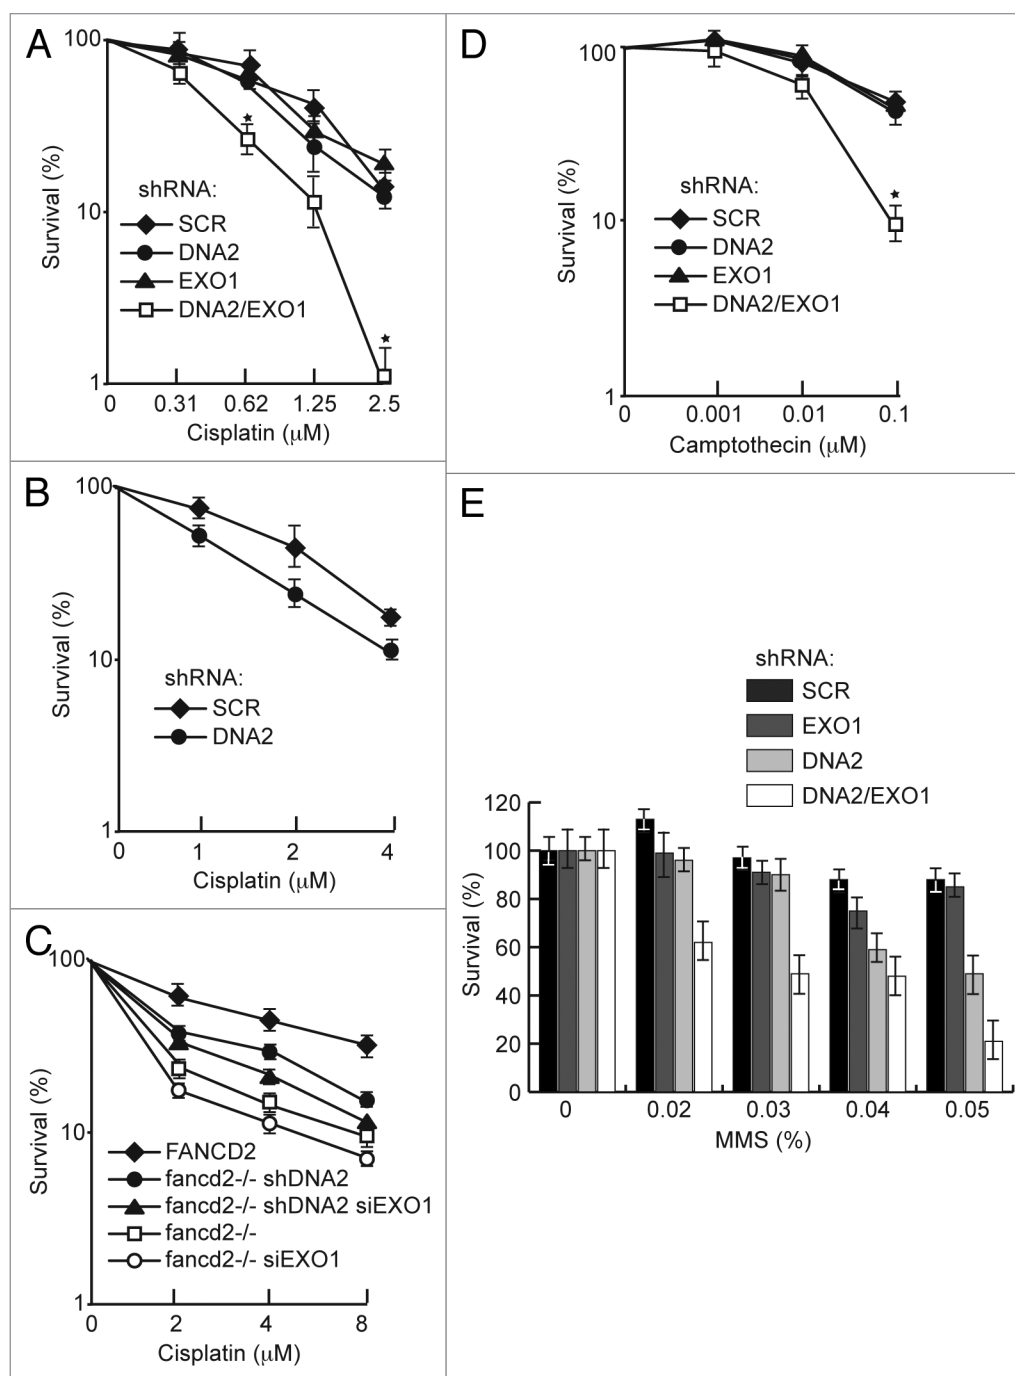 A
100
10
1
Survival (%)
shRNA:
SCR
DNA2
EXO1
DNA2/EXO1
0 0.31 0.62 1.25 2.5
Cisplatin (μM)
D
100
10
1
Survival (%)
shRNA:
SCR
DNA2
EXO1
DNA2/EXO1
0 0.001 0.01 0.1
Camptothecin (μM)
B
100
10
1
Survival (%)
shRNA:
SCR
DNA2
0 1 2 4
Cisplatin (μM)
E
shRNA:
SCR
EXO1
DNA2
DNA2/EXO1
120
100
80
60
40
20
0
Survival (%)
0 0.02 0.03 0.04 0.05
MMS (%)
C
100
10
1
Survival (%)
FANCD2
fancd2-/- shDNA2
fancd2-/- shDNA2 siEXO1
fancd2-/-
fancd2-/- siEXO1
0 2 4 8
Cisplatin (μM)